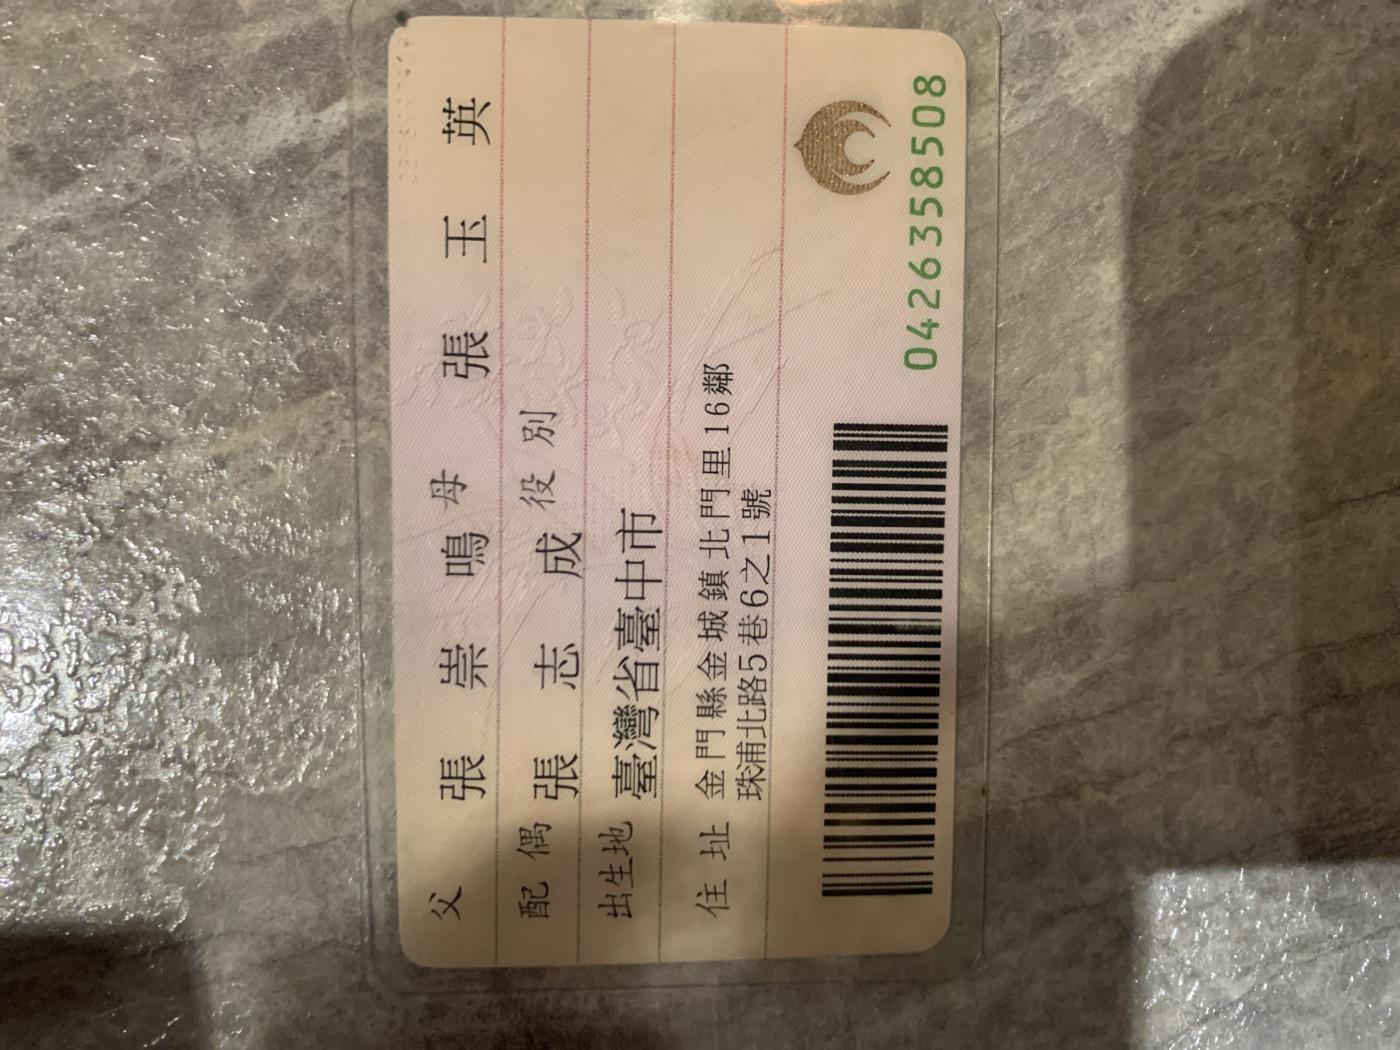 父 張崇鳴 母 張玉英
配偶 張志成 役別
出生地 臺灣省臺中市
住址 金門縣金城鎮北門里16鄰
珠浦北路5巷6之1號
0426358508